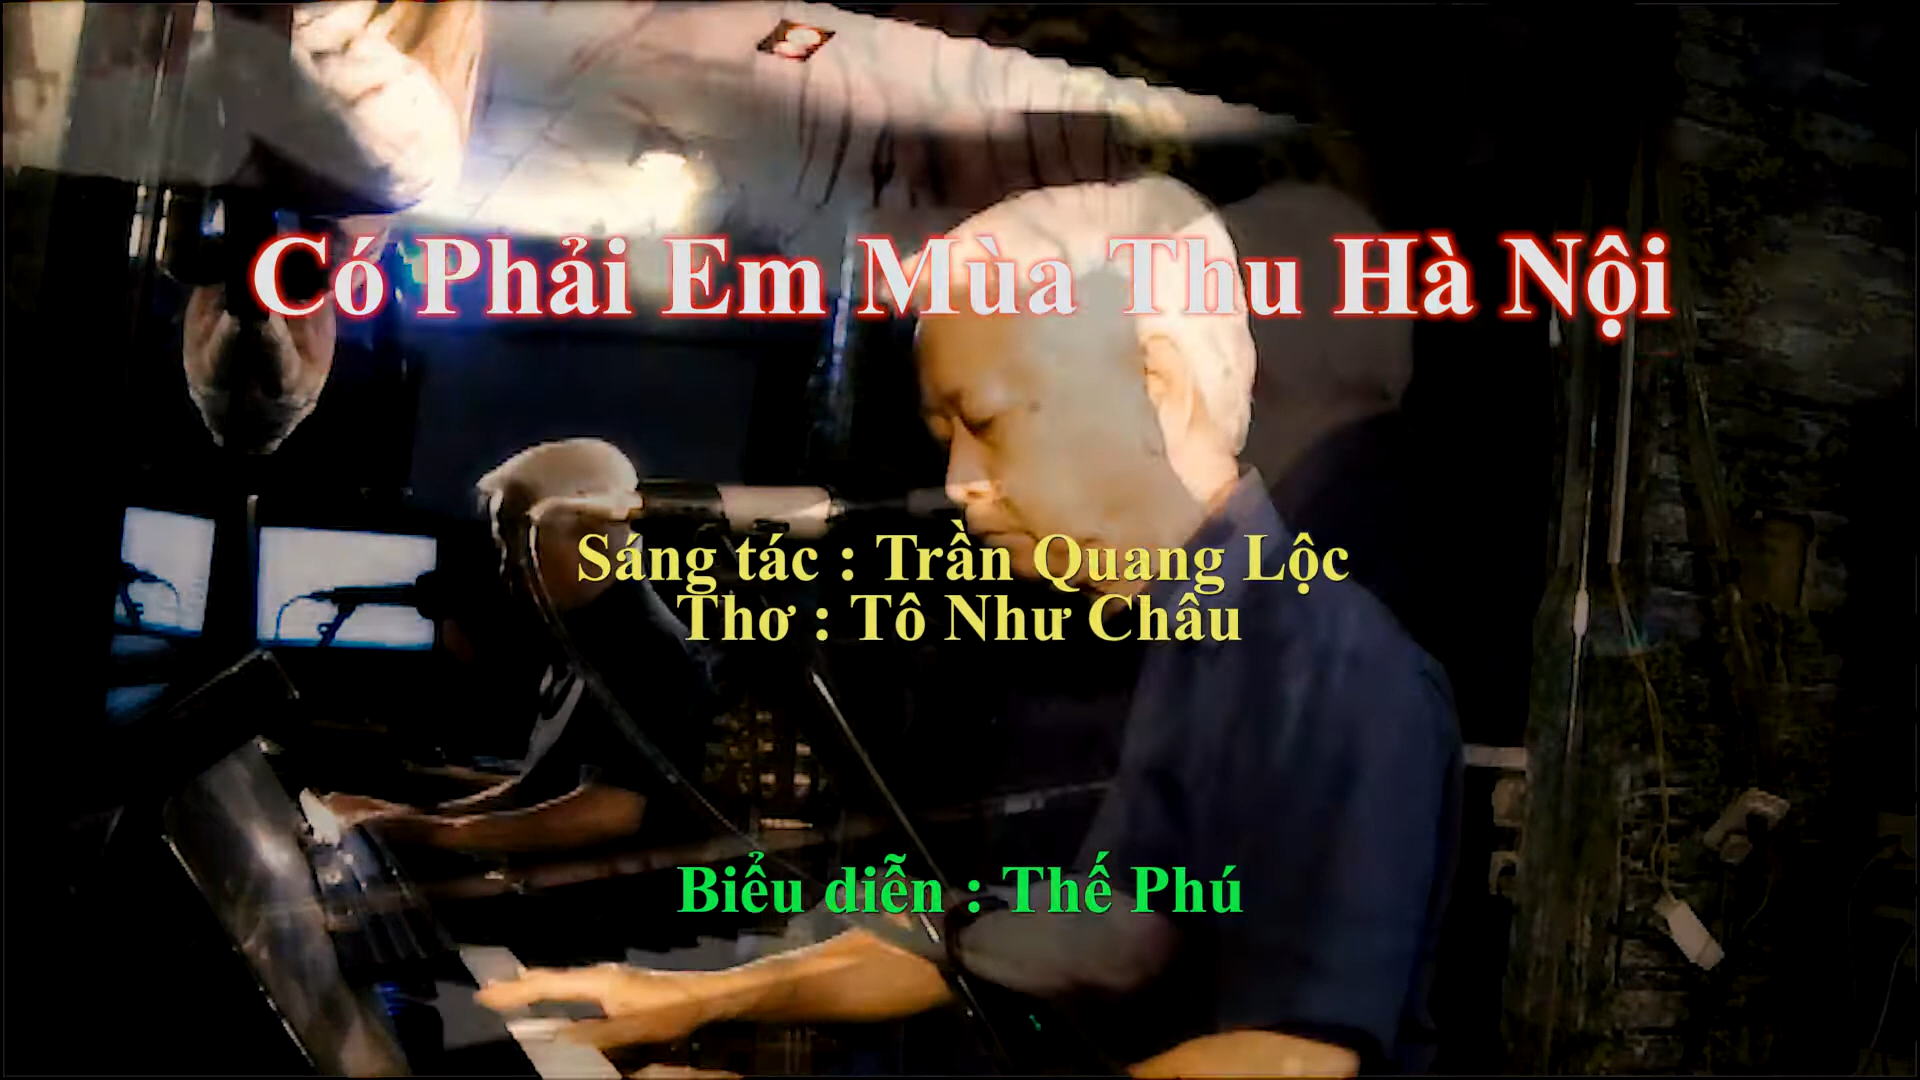 Có Phải Em Mùa Thu Hà Nội
Sáng tác : Trần Quang Lộc
Thơ : Tô Như Châu
Biểu diễn : Thế Phú